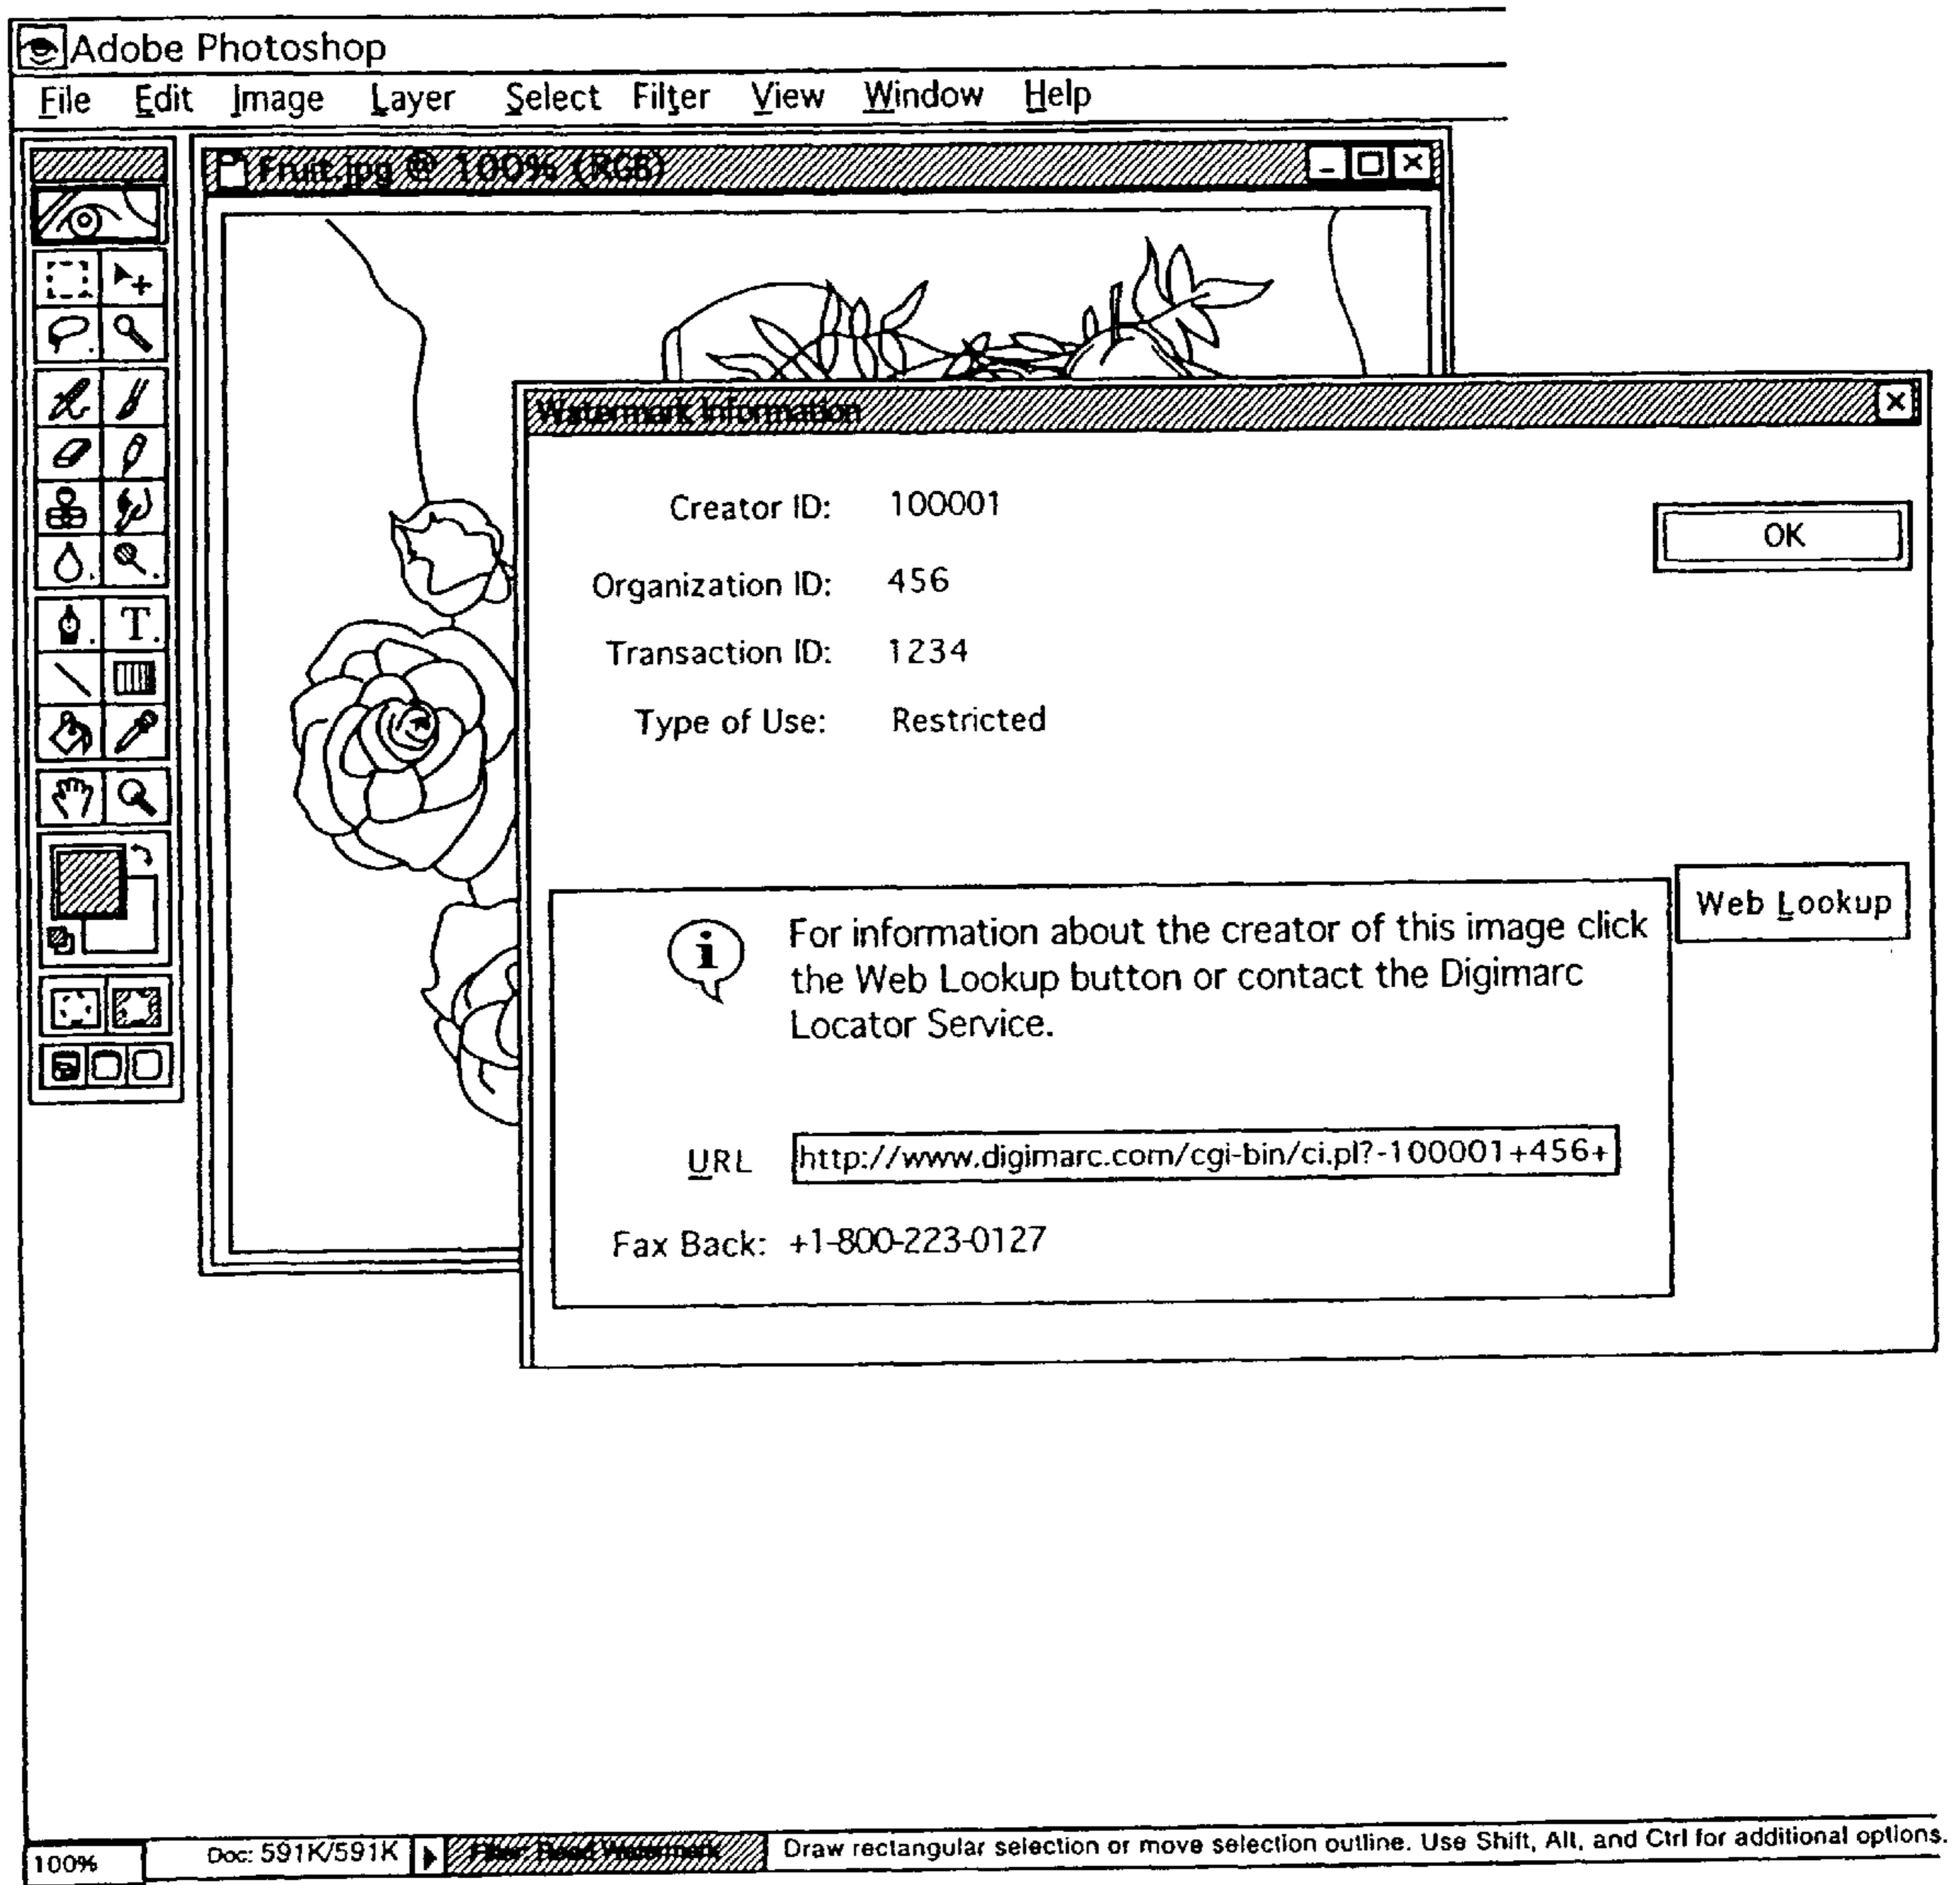 Adobe Photoshop
File Edit Image Layer Select Filter View Window Help
Fruit.jpg @ 100% (RGB)
Watermark Information
Creator ID: 100001
OK
Organization ID: 456
Transaction ID: 1234
Type of Use: Restricted
Web Lookup
For information about the creator of this image click
the Web Lookup button or contact the Digimarc
Locator Service.
URL http://www.digimarc.com/cgi-bin/ci.pl?-100001+456+
Fax Back: +1-800-223-0127
T
100% Doc: 591K/591K Filter: Read Watermark Draw rectangular selection or move selection outline. Use Shift, Alt, and Ctrl for additional options.